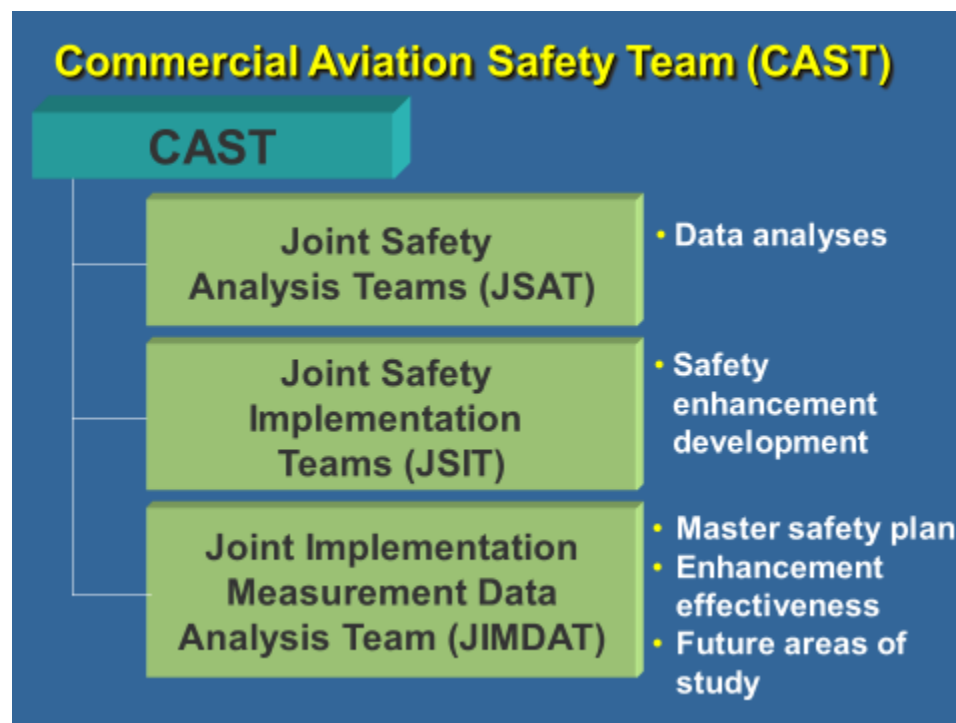 Commercial Aviation Safety Team (CAST)
CAST
Joint Safety
Analysis Teams (JSAT)
• Data analyses
Joint Safety
Implementation
Teams (JSIT)
• Safety
enhancement
development
Joint Implementation
Measurement Data
Analysis Team (JIMDAT)
• Master safety plan
• Enhancement
effectiveness
• Future areas of
study